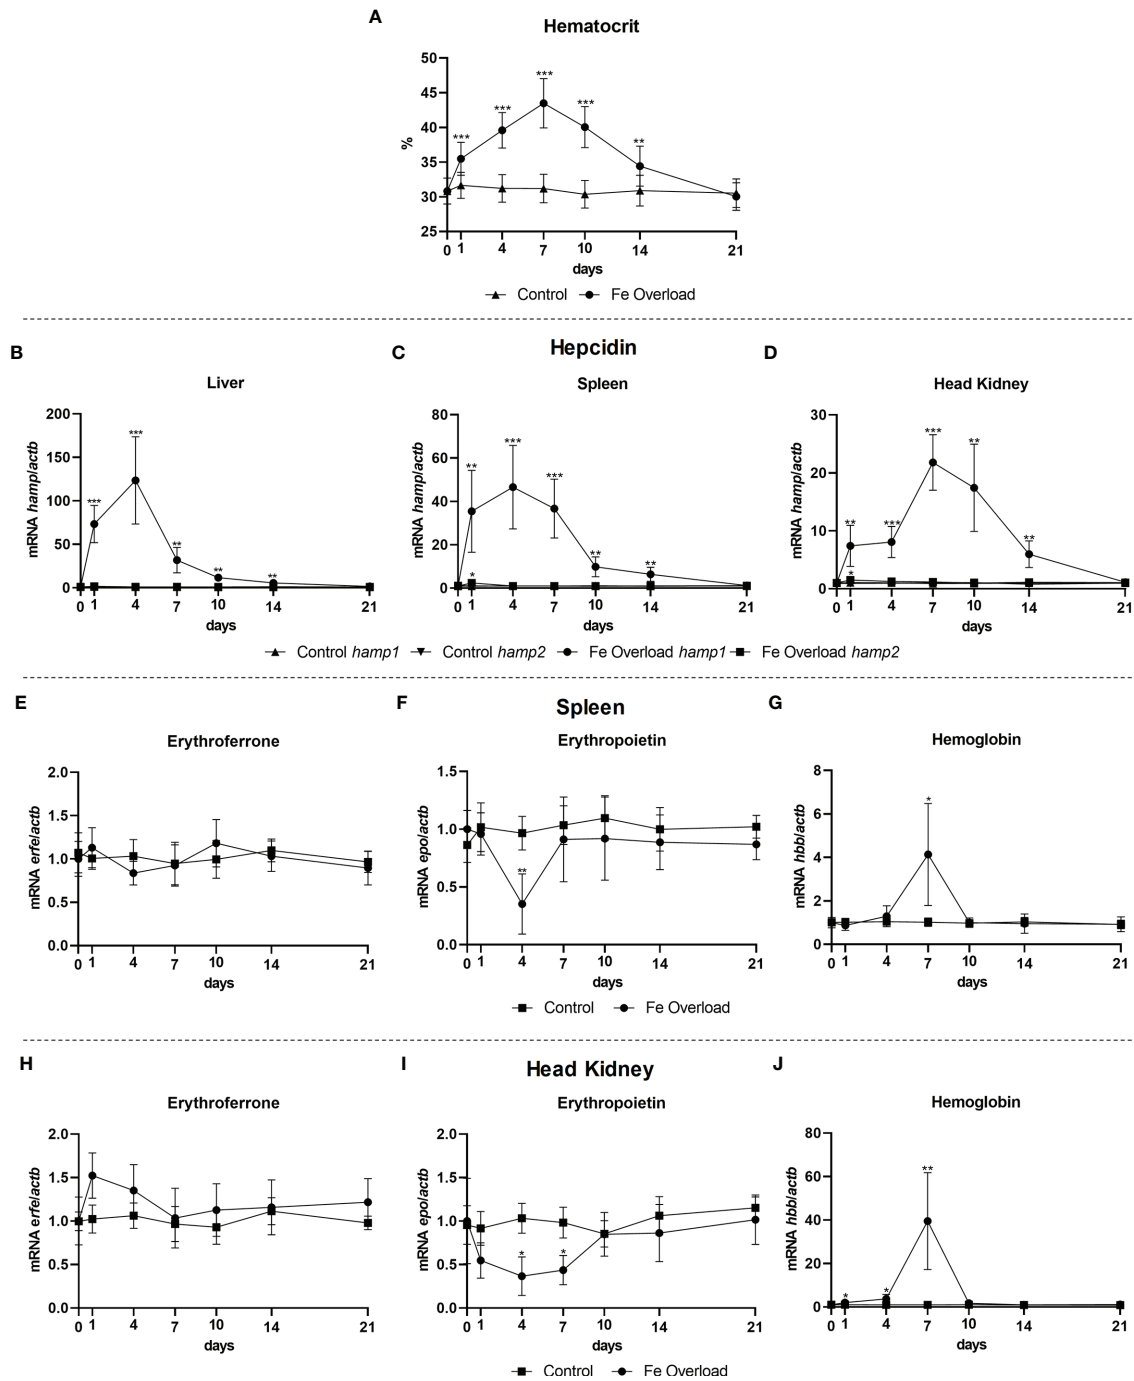 A
Hematocrit
50
45
40
35
30
25
%
*** *** *** *** **
0 1 4 7 10 14 21
days
Control Fe Overload
B C Hepcidin D
Liver Spleen Head Kidney
200
150
100
50
0
mRNA hamp/actb
*** *** ** ** **
0 1 4 7 10 14 21
days
80
60
40
20
0
mRNA hamp/actb
** *** *** ** **
*
0 1 4 7 10 14 21
days
30
20
10
0
mRNA hamp/actb
** *** *** ** **
*
0 1 4 7 10 14 21
days
Control hamp1 Control hamp2 Fe Overload hamp1 Fe Overload hamp2
E F Spleen G
Erythroferrone Erythropoietin Hemoglobin
2.0
1.5
1.0
0.5
0.0
mRNA erfe/actb
0 1 4 7 10 14 21
days
1.5
1.0
0.5
0.0
mRNA epo/actb
**
0 1 4 7 10 14 21
days
8
6
4
2
0
mRNA hbb/actb
*
0 1 4 7 10 14 21
days
Control Fe Overload
H I Head Kidney J
Erythroferrone Erythropoietin Hemoglobin
2.0
1.5
1.0
0.5
0.0
mRNA erfe/actb
0 1 4 7 10 14 21
days
2.0
1.5
1.0
0.5
0.0
mRNA epo/actb
* *
0 1 4 7 10 14 21
days
80
60
40
20
0
mRNA hbb/actb
* * **
0 1 4 7 10 14 21
days
Control Fe Overload